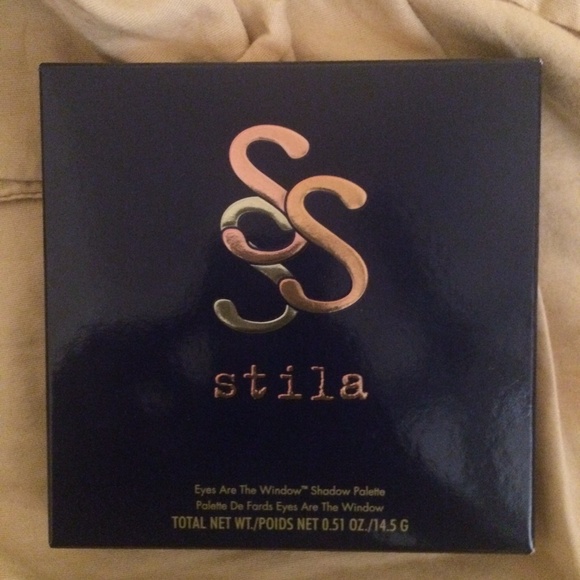 stila
Eyes Are The Window™ Shadow Palette
Palette De Fards Eyes Are The Window
TOTAL NET WT./POIDS NET 0.51 OZ./14.5 G